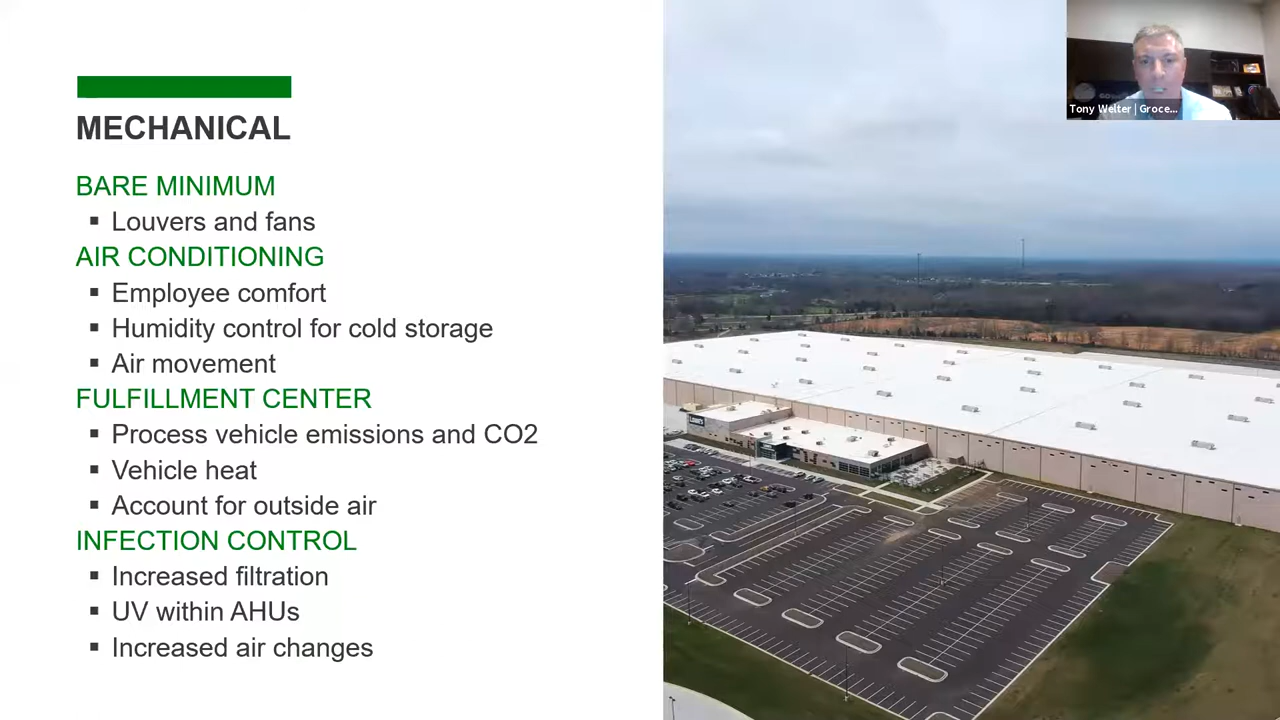 MECHANICAL
BARE MINIMUM
▪ Louvers and fans
AIR CONDITIONING
▪ Employee comfort
▪ Humidity control for cold storage
▪ Air movement
FULFILLMENT CENTER
▪ Process vehicle emissions and CO2
▪ Vehicle heat
▪ Account for outside air
INFECTION CONTROL
▪ Increased filtration
▪ UV within AHUs
▪ Increased air changes
Tony Welter | Groce...